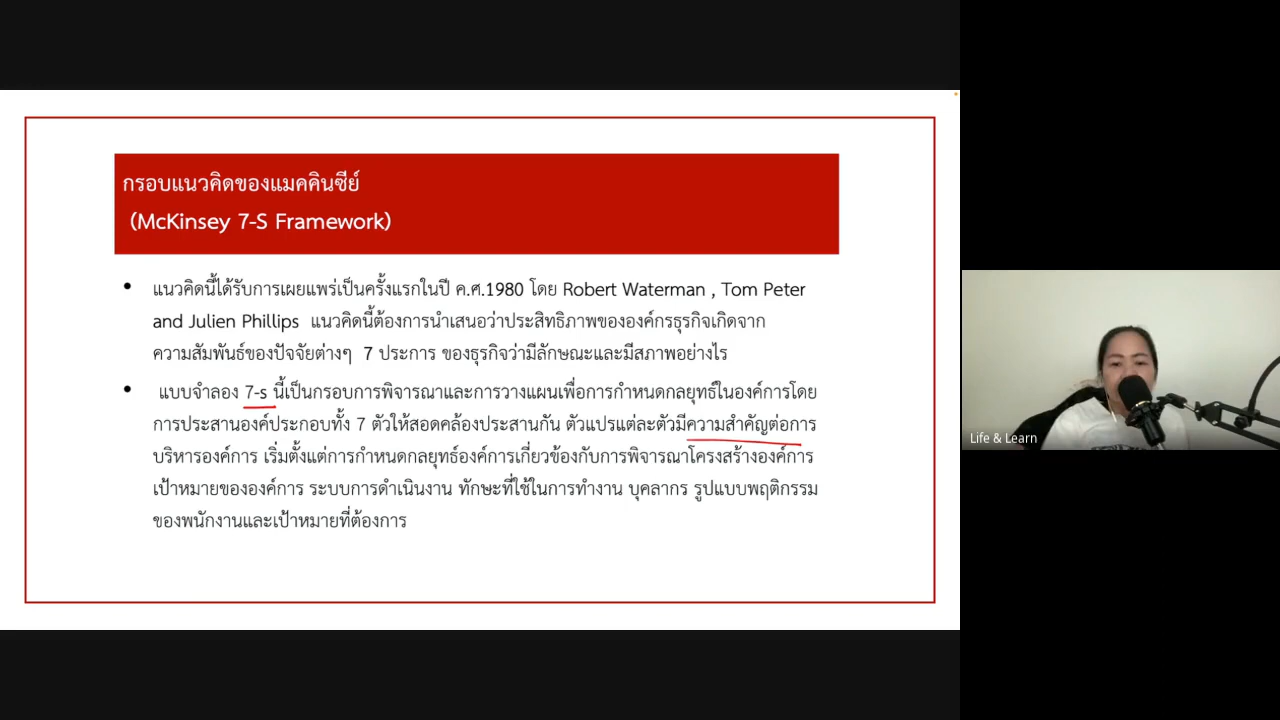 กรอบแนวคิดของแมคคินซีย์
(McKinsey 7-S Framework)
• แนวคิดนี้ได้รับการเผยแพร่เป็นครั้งแรกในปี ค.ศ.1980 โดย Robert Waterman , Tom Peter
and Julien Phillips แนวคิดนี้ต้องการนำเสนอว่าประสิทธิภาพขององค์กรธุรกิจเกิดจาก
ความสัมพันธ์ของปัจจัยต่างๆ 7 ประการ ของธุรกิจว่ามีลักษณะและมีสภาพอย่างไร
• แบบจำลอง 7-s นี้เป็นกรอบการพิจารณาและการวางแผนเพื่อการกำหนดกลยุทธ์ในองค์การโดย
การประสานองค์ประกอบทั้ง 7 ตัวให้สอดคล้องประสานกัน ตัวแปรแต่ละตัวมีความสำคัญต่อการ
บริหารองค์การ เริ่มตั้งแต่การกำหนดกลยุทธ์องค์การเกี่ยวข้องกับการพิจารณาโครงสร้างองค์การ
เป้าหมายขององค์การ ระบบการดำเนินงาน ทักษะที่ใช้ในการทำงาน บุคลากร รูปแบบพฤติกรรม
ของพนักงานและเป้าหมายที่ต้องการ
Life & Learn